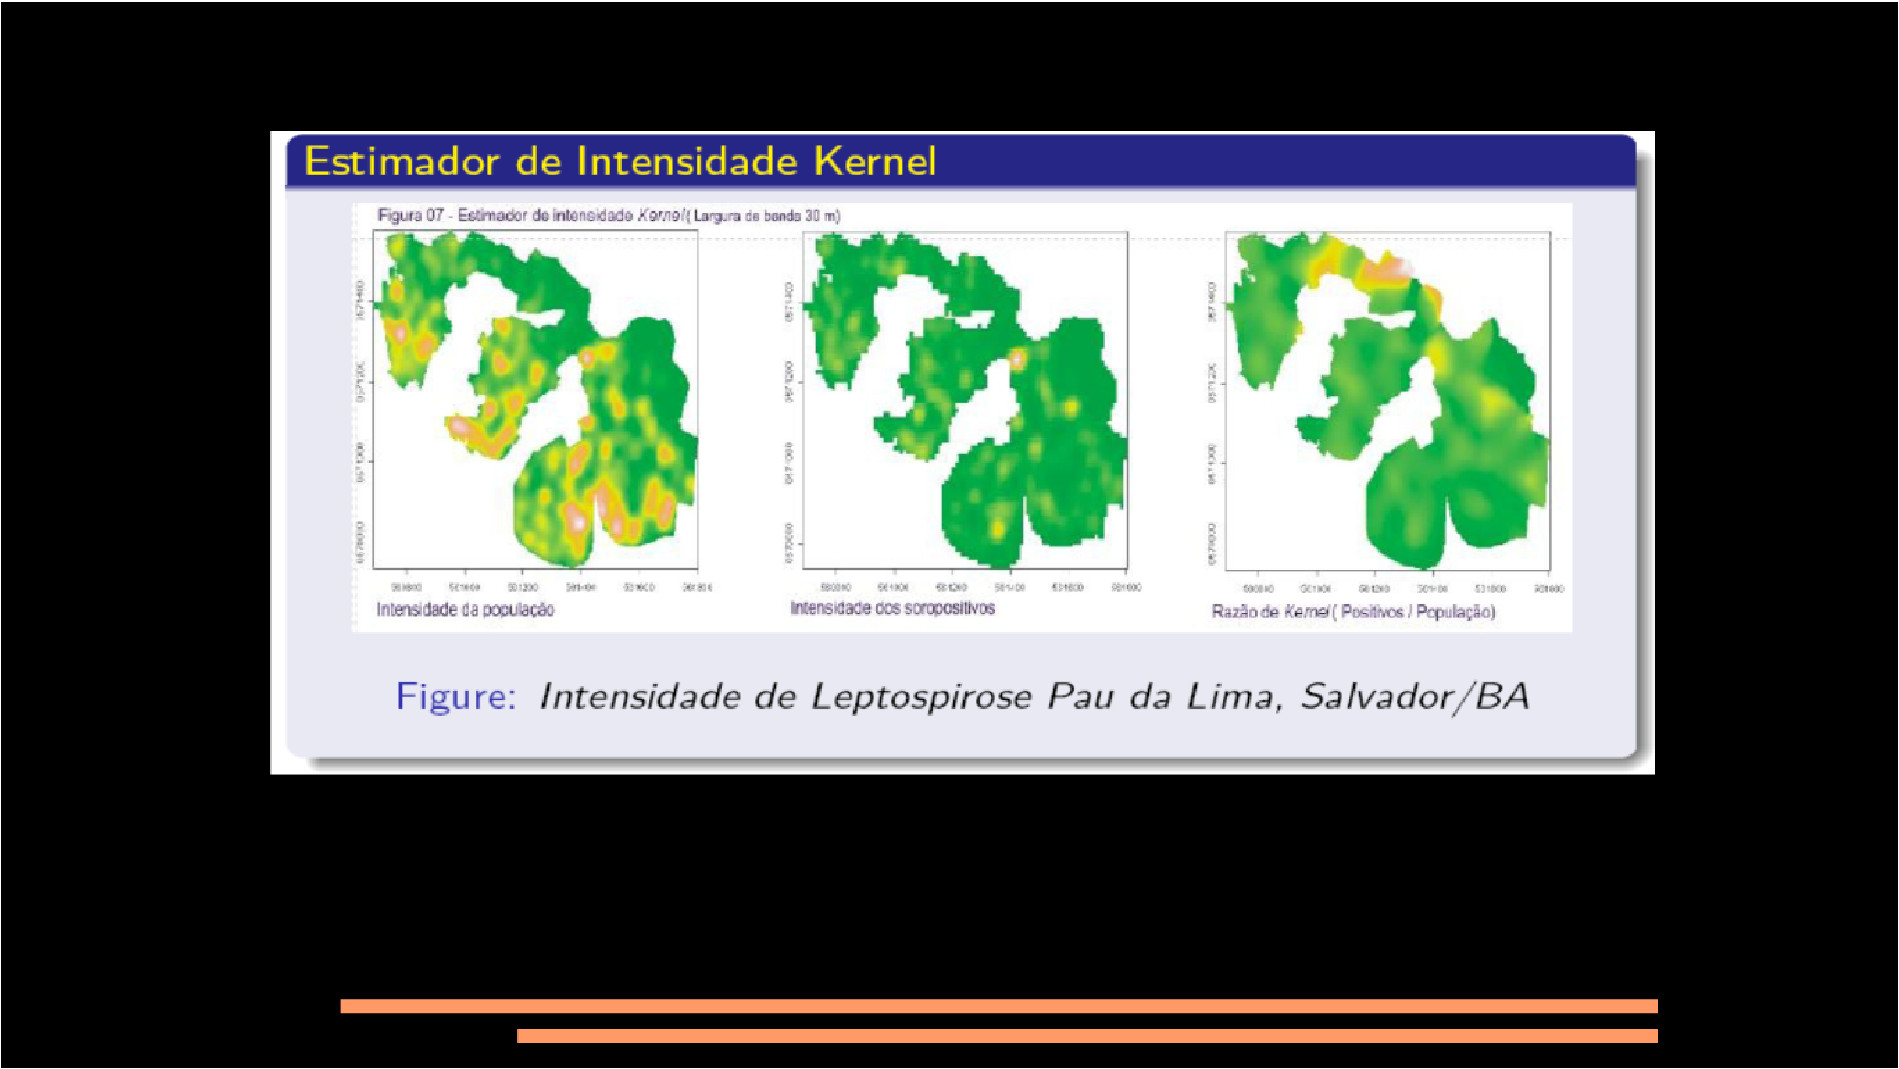 Estimador de Intensidade Kernel
Figura 07 - Estimador de intensidade Kernel ( Largura de banda 30 m)
Intensidade da população
Intensidade dos soropositivos
Razão de Kernel ( Positivos / População)
Figure: Intensidade de Leptospirose Pau da Lima, Salvador/BA